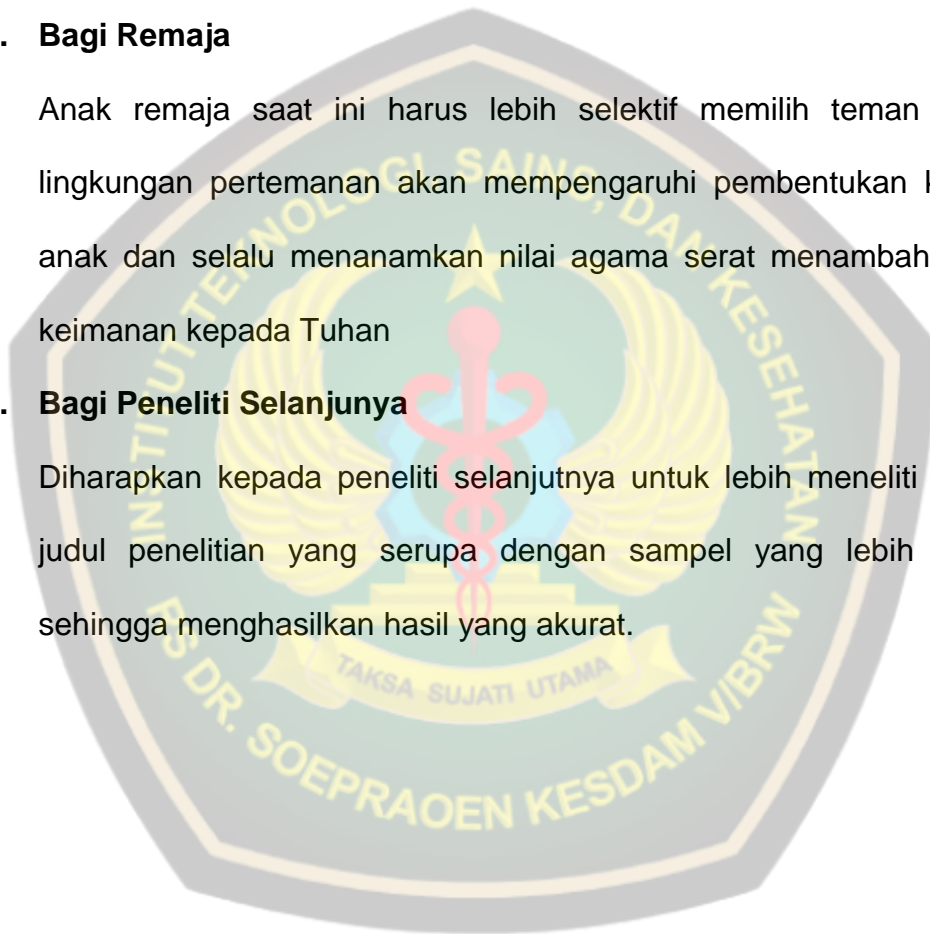 . Bagi Remaja
Anak remaja saat ini harus lebih selektif memilih teman
lingkungan pertemanan akan mempengaruhi pembentukan
anak dan selalu menanamkan nilai agama serat menambah
keimanan kepada Tuhan
. Bagi Peneliti Selanjunya
Diharapkan kepada peneliti selanjutnya untuk lebih meneliti
judul penelitian yang serupa dengan sampel yang lebih
sehingga menghasilkan hasil yang akurat.
INSTITUT TEKNOLOGI, SAINS, DAN KESEHATAN
TAKSA SUJATI UTAMA
RS DR. SOEPRAOEN KESDAM V/BRW